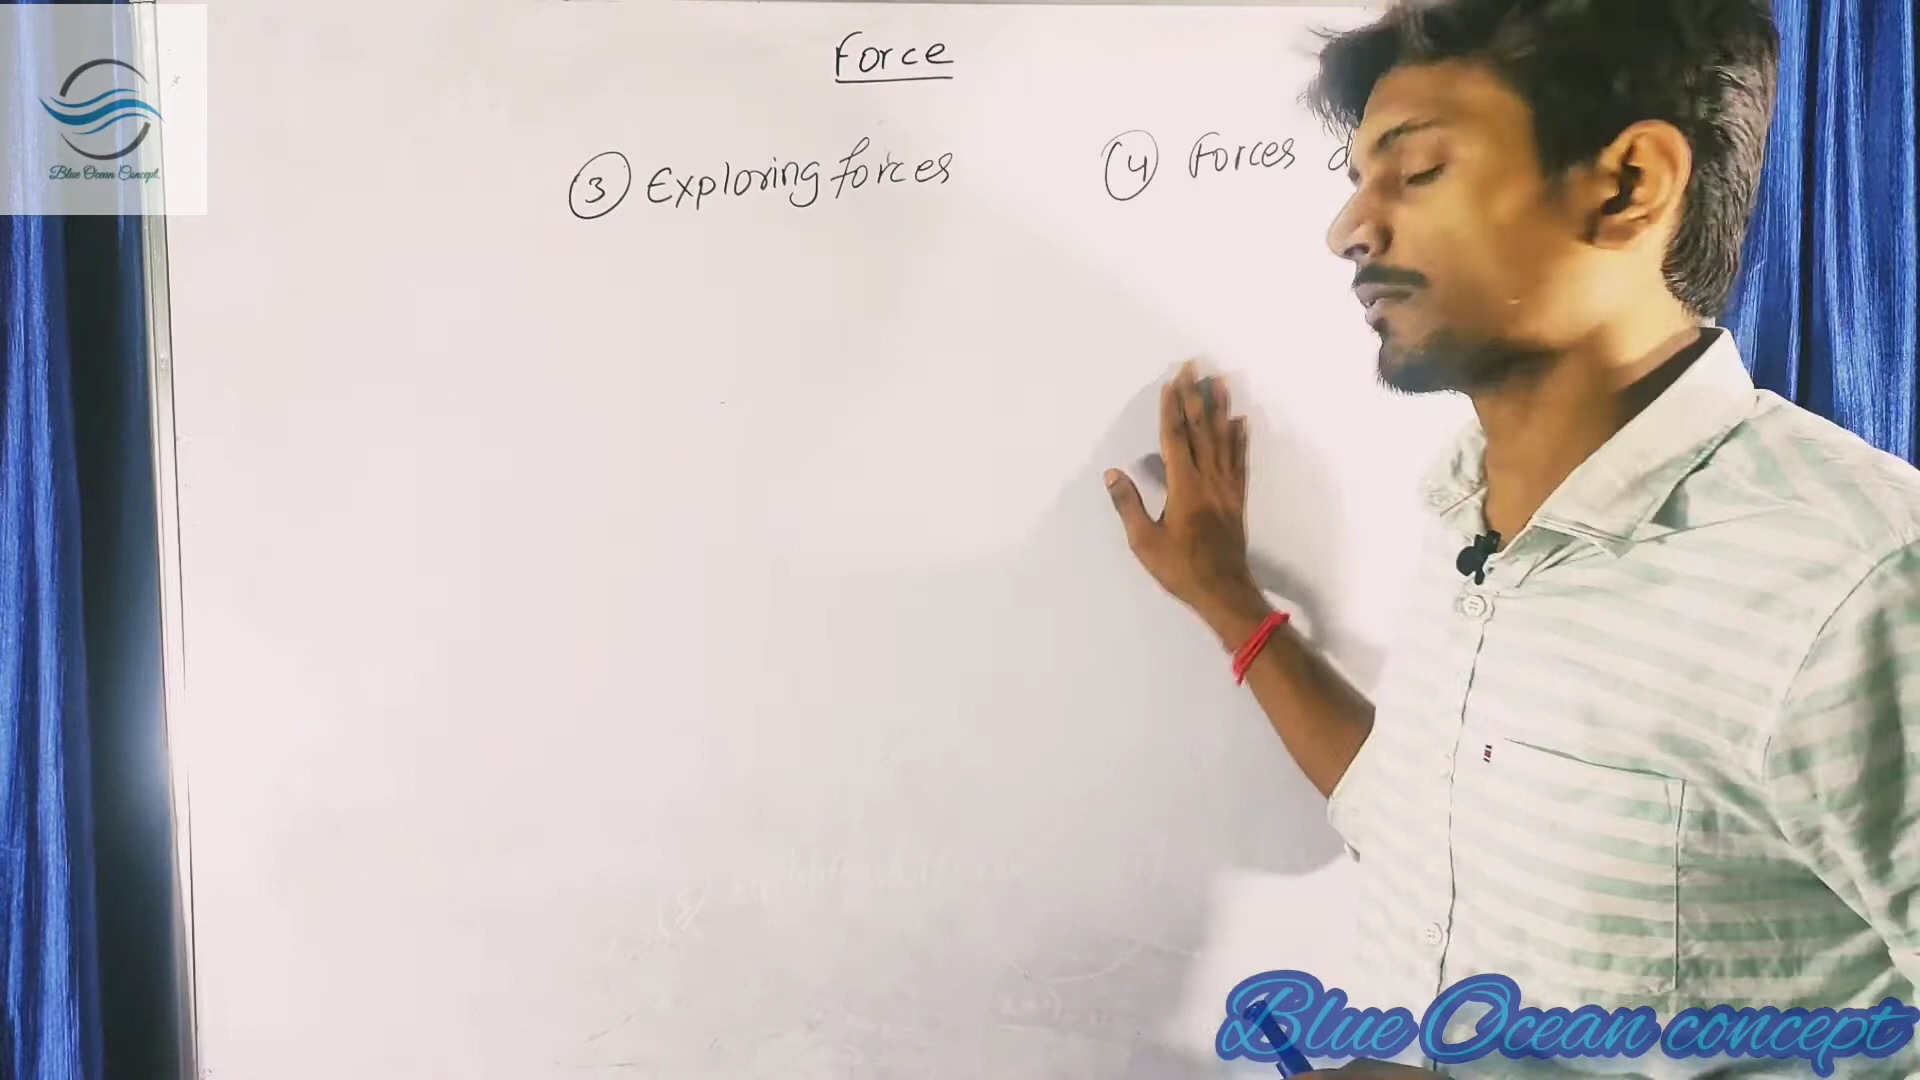 Force
③ Exploring forces
④ Forces d
Blue Ocean Concept.
Blue Ocean concept